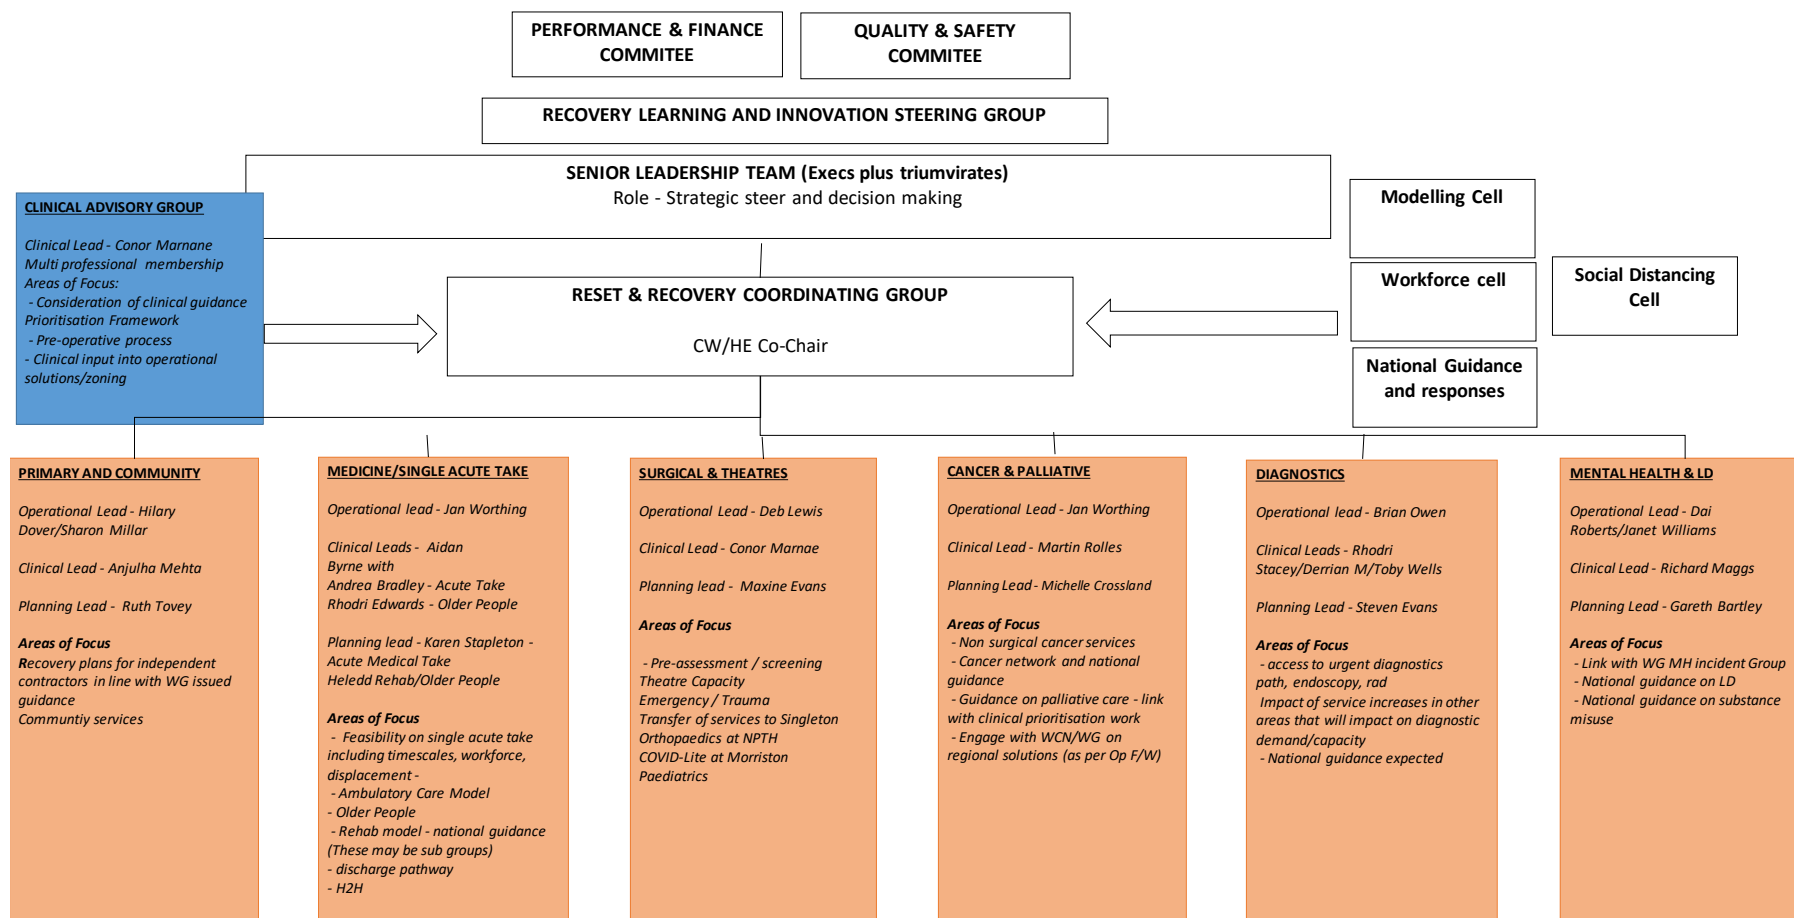 PERFORMANCE & FINANCE
COMMITEE
QUALITY & SAFETY
COMMITEE
RECOVERY LEARNING AND INNOVATION STEERING GROUP
SENIOR LEADERSHIP TEAM (Execs plus triumvirates)
Role - Strategic steer and decision making
CLINICAL ADVISORY GROUP
Clinical Lead - Conor Marnane
Multi professional membership
Areas of Focus:
- Consideration of clinical guidance
Prioritisation Framework
- Pre-operative process
- Clinical input into operational
solutions/zoning
RESET & RECOVERY COORDINATING GROUP
CW/HE Co-Chair
Modelling Cell
Workforce cell
Social Distancing
Cell
National Guidance
and responses
PRIMARY AND COMMUNITY
Operational Lead - Hilary
Dover/Sharon Millar
Clinical Lead - Anjulha Mehta
Planning Lead - Ruth Tovey
Areas of Focus
Recovery plans for independent
contractors in line with WG issued
guidance
Communtiy services
MEDICINE/SINGLE ACUTE TAKE
Operational lead - Jan Worthing
Clinical Leads - Aidan
Byrne with
Andrea Bradley - Acute Take
Rhodri Edwards - Older People
Planning lead - Karen Stapleton -
Acute Medical Take
Heledd Rehab/Older People
Areas of Focus
- Feasibility on single acute take
including timescales, workforce,
displacement -
- Ambulatory Care Model
- Older People
- Rehab model - national guidance
(These may be sub groups)
- discharge pathway
- H2H
SURGICAL & THEATRES
Operational Lead - Deb Lewis
Clinical Lead - Conor Marnae
Planning lead - Maxine Evans
Areas of Focus
- Pre-assessment / screening
Theatre Capacity
Emergency / Trauma
Transfer of services to Singleton
Orthopaedics at NPTH
COVID-Lite at Morriston
Paediatrics
CANCER & PALLIATIVE
Operational Lead - Jan Worthing
Clinical Lead - Martin Rolles
Planning Lead - Michelle Crossland
Areas of Focus
- Non surgical cancer services
- Cancer network and national
guidance
- Guidance on palliative care - link
with clinical prioritisation work
- Engage with WCN/WG on
regional solutions (as per Op F/W)
DIAGNOSTICS
Operational lead - Brian Owen
Clinical Leads - Rhodri
Stacey/Derrian M/Toby Wells
Planning Lead - Steven Evans
Areas of Focus
- access to urgent diagnostics
path, endoscopy, rad
Impact of service increases in other
areas that will impact on diagnostic
demand/capacity
- National guidance expected
MENTAL HEALTH & LD
Operational Lead - Dai
Roberts/Janet Williams
Clinical Lead - Richard Maggs
Planning Lead - Gareth Bartley
Areas of Focus
- Link with WG MH incident Group
- National guidance on LD
- National guidance on substance
misuse